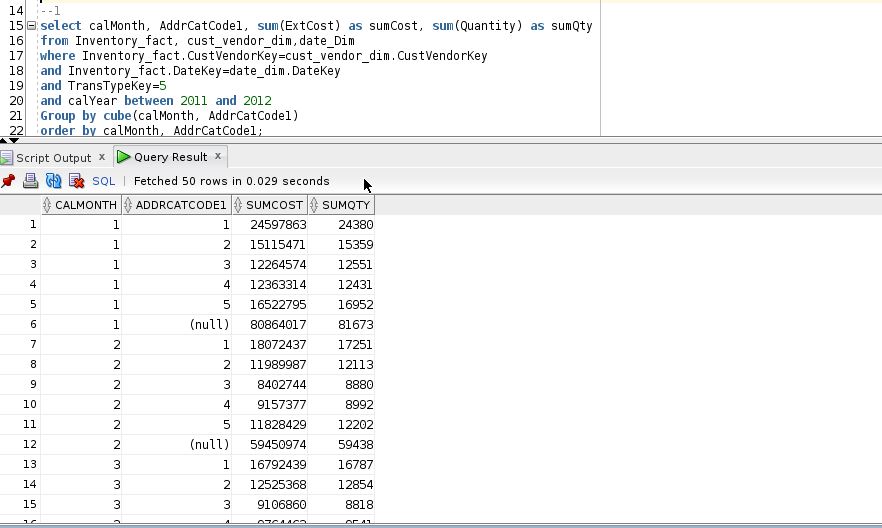 14 --1
15 select calMonth, AddrCatCode1, sum(ExtCost) as sumCost, sum(Quantity) as sumQty
16 from Inventory_fact, cust_vendor_dim,date_Dim
17 where Inventory_fact.CustVendorKey=cust_vendor_dim.CustVendorKey
18 and Inventory_fact.DateKey=date_dim.DateKey
19 and TransTypeKey=5
20 and calYear between 2011 and 2012
21 Group by cube(calMonth, AddrCatCode1)
22 order by calMonth, AddrCatCode1;
Script Output x Query Result x
SQL | Fetched 50 rows in 0.029 seconds
CALMONTH ADDRCATCODE1 SUMCOST SUMQTY
1 1 1 24597863 24380
2 1 2 15115471 15359
3 1 3 12264574 12551
4 1 4 12363314 12431
5 1 5 16522795 16952
6 1 (null) 80864017 81673
7 2 1 18072437 17251
8 2 2 11989987 12113
9 2 3 8402744 8880
10 2 4 9157377 8992
11 2 5 11828429 12202
12 2 (null) 59450974 59438
13 3 1 16792439 16787
14 3 2 12525368 12854
15 3 3 9106860 8818